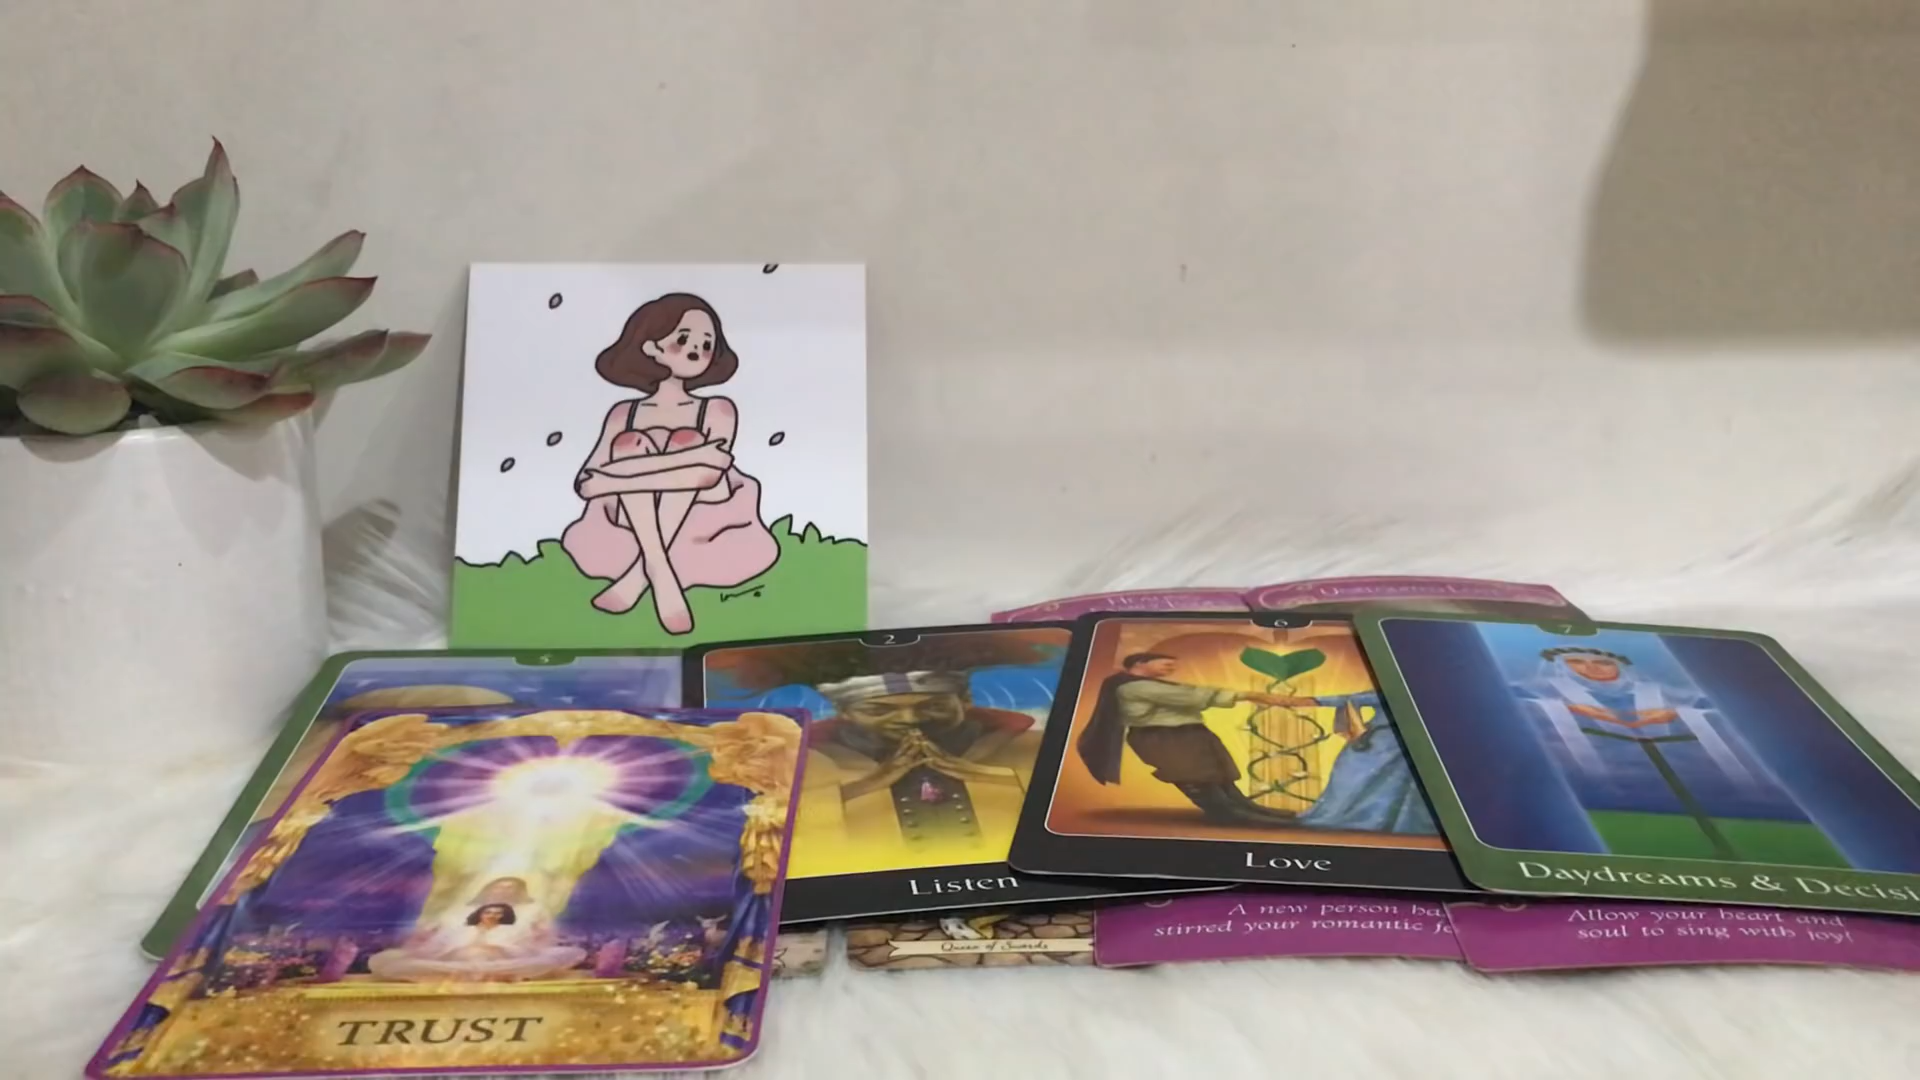 5
2
6
7
Listen
Love
Daydreams & Decisi
TRUST
Queen of Swords
A new person ha
stirred your romantic fe
Allow your heart and
soul to sing with joy!